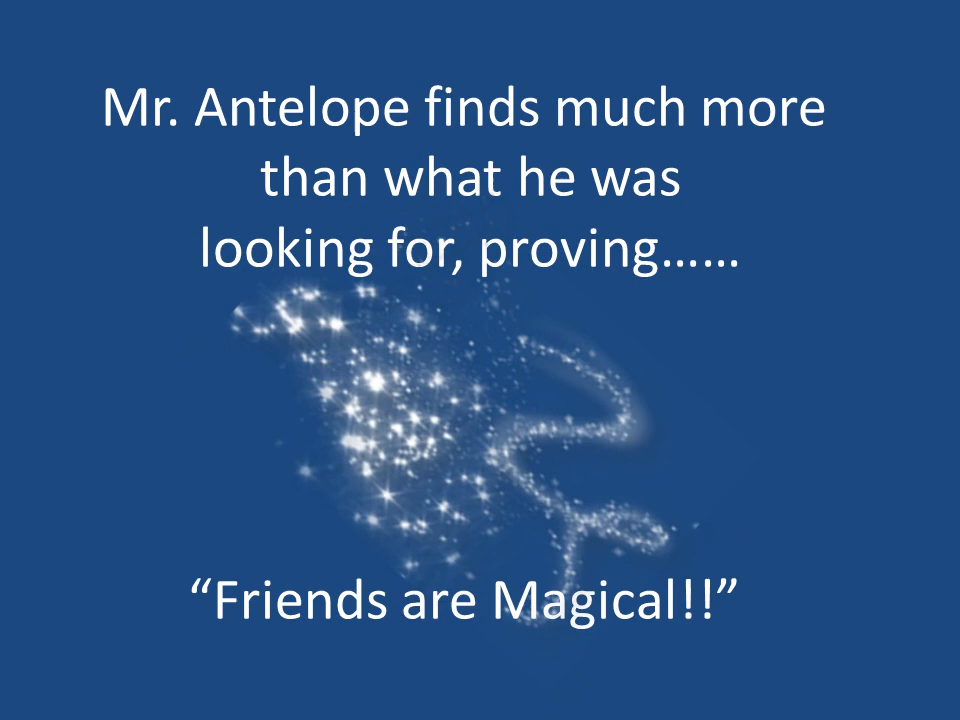 Mr. Antelope finds much more
than what he was
looking for, proving……
“Friends are Magical!!”